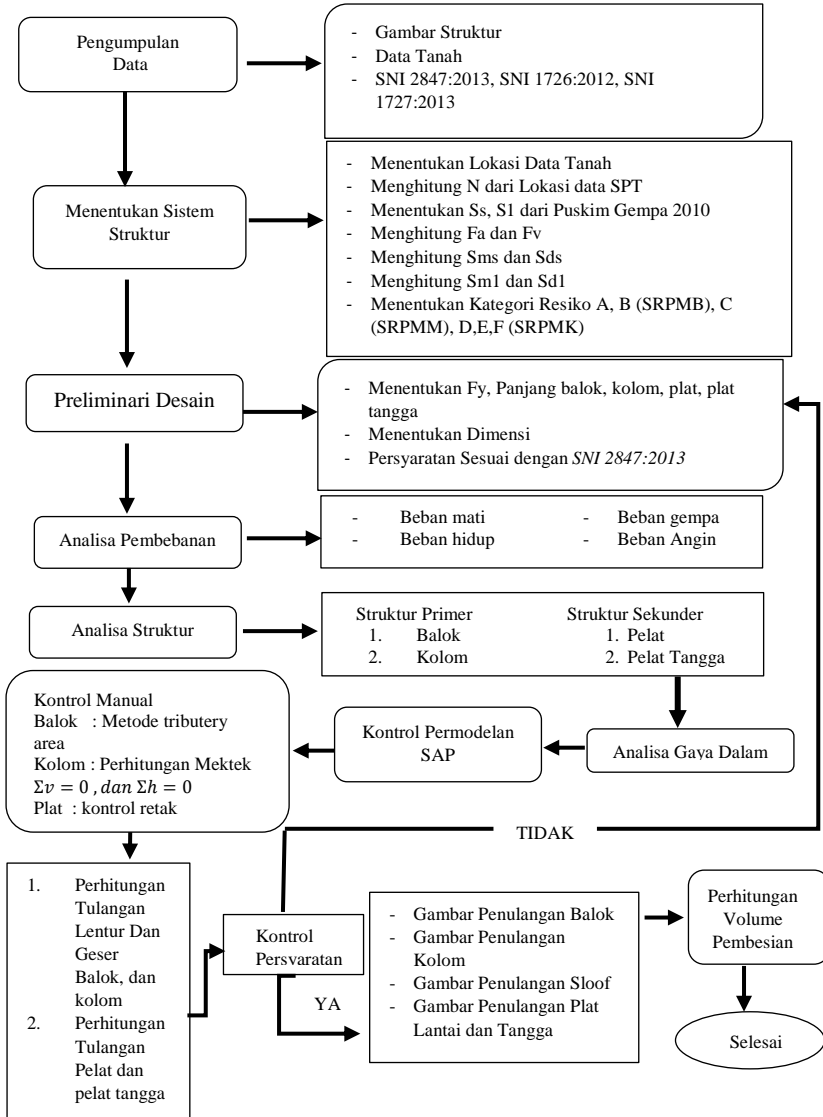 Pengumpulan
Data
- Gambar Struktur
- Data Tanah
- SNI 2847:2013, SNI 1726:2012, SNI
1727:2013
Menentukan Sistem
Struktur
- Menentukan Lokasi Data Tanah
- Menghitung N dari Lokasi data SPT
- Menentukan Ss, S1 dari Puskim Gempa 2010
- Menghitung Fa dan Fv
- Menghitung Sms dan Sds
- Menghitung Sm1 dan Sd1
- Menentukan Kategori Resiko A, B (SRPMB), C
(SRPMM), D,E,F (SRPMK)
Preliminari Desain
- Menentukan Fy, Panjang balok, kolom, plat, plat
tangga
- Menentukan Dimensi
- Persyaratan Sesuai dengan SNI 2847:2013
Analisa Pembebanan
- Beban mati
- Beban hidup
- Beban gempa
- Beban Angin
Analisa Struktur
Struktur Primer
1. Balok
2. Kolom
Struktur Sekunder
1. Pelat
2. Pelat Tangga
Analisa Gaya Dalam
Kontrol Permodelan
SAP
Kontrol Manual
Balok : Metode tributery
area
Kolom : Perhitungan Mektek
Σv = 0 , dan Σh = 0
Plat : kontrol retak
TIDAK
1. Perhitungan
Tulangan
Lentur Dan
Geser
Balok, dan
kolom
2. Perhitungan
Tulangan
Pelat dan
pelat tangga
Kontrol
Persyaratan
YA
- Gambar Penulangan Balok
- Gambar Penulangan
Kolom
- Gambar Penulangan Sloof
- Gambar Penulangan Plat
Lantai dan Tangga
Perhitungan
Volume
Pembesian
Selesai